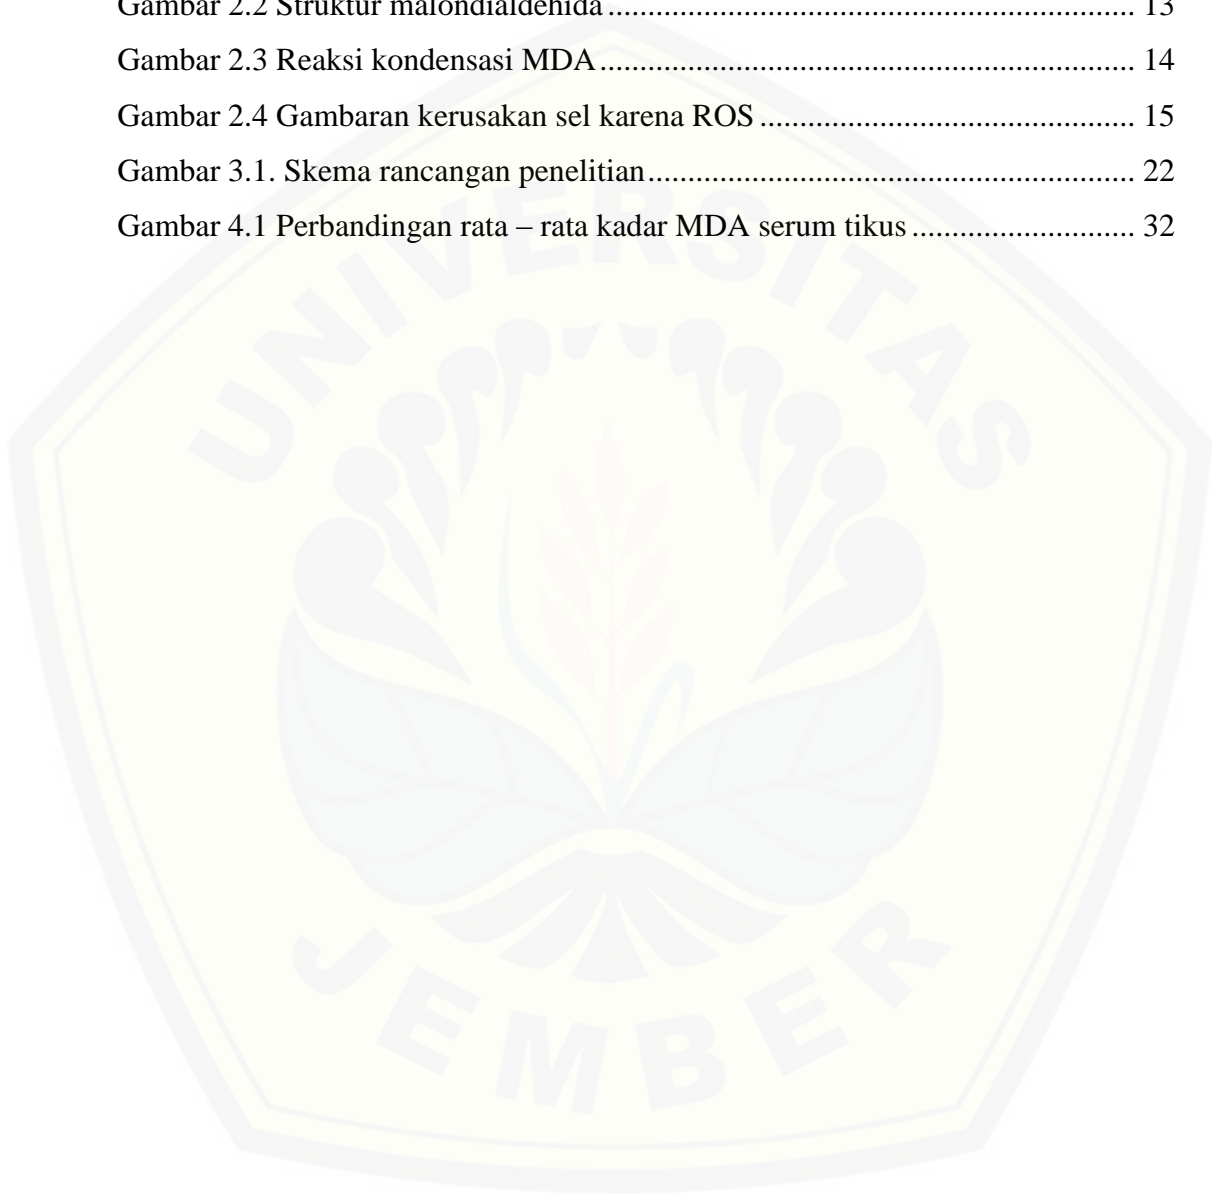 Gambar 2.2 Struktur malondialdehida .................................................................. 13
Gambar 2.3 Reaksi kondensasi MDA .................................................................. 14
Gambar 2.4 Gambaran kerusakan sel karena ROS ............................................... 15
Gambar 3.1. Skema rancangan penelitian ............................................................. 22
Gambar 4.1 Perbandingan rata – rata kadar MDA serum tikus ............................ 32
UNIVERSITAS
JEMBER